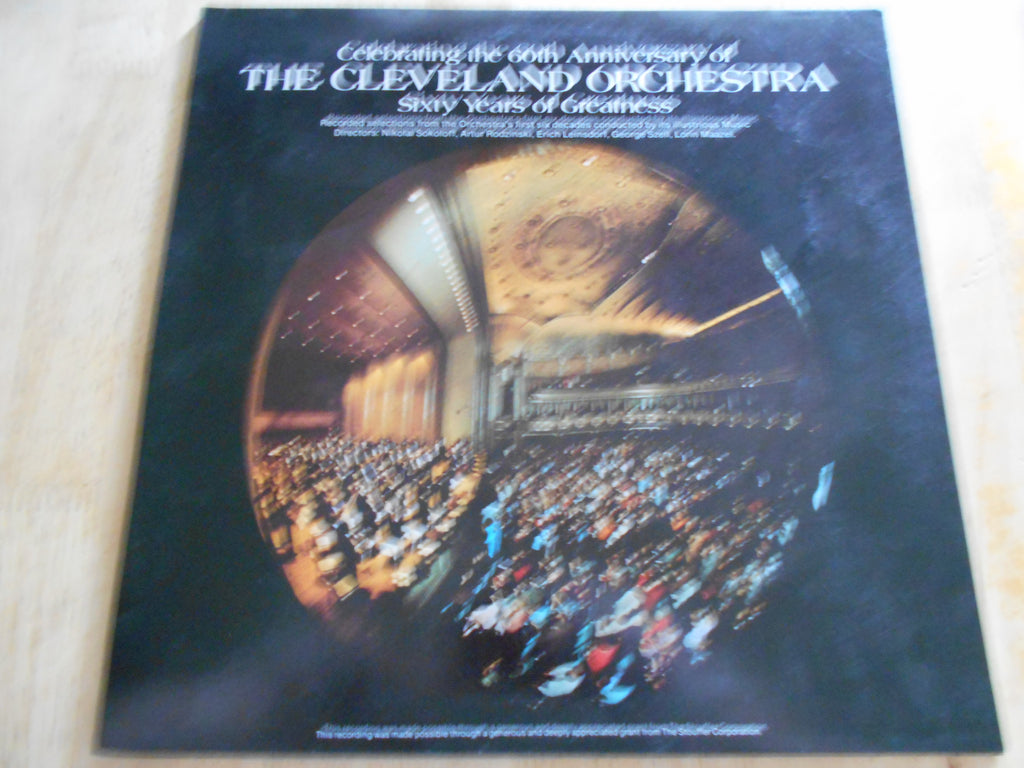 Celebrating the 60th Anniversary of
THE CLEVELAND ORCHESTRA
Sixty Years of Greatness
Recorded selections from the Orchestra's first six decades conducted by its illustrious Music
Directors: Nikolai Sokoloff, Artur Rodzinski, Erich Leinsdorf, George Szell, Lorin Maazel
This recording was made possible through a generous and deeply appreciated grant from The Stouffer Corporation.